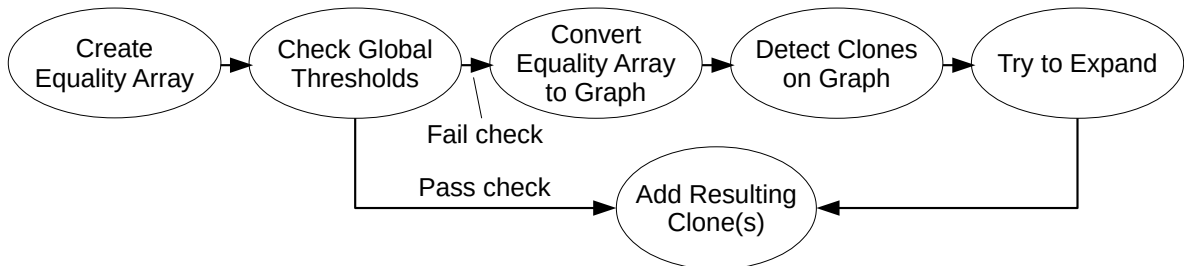 Create
Equality Array
Check Global
Thresholds
Convert
Equality Array
to Graph
Detect Clones
on Graph
Try to Expand
Fail check
Pass check
Add Resulting
Clone(s)